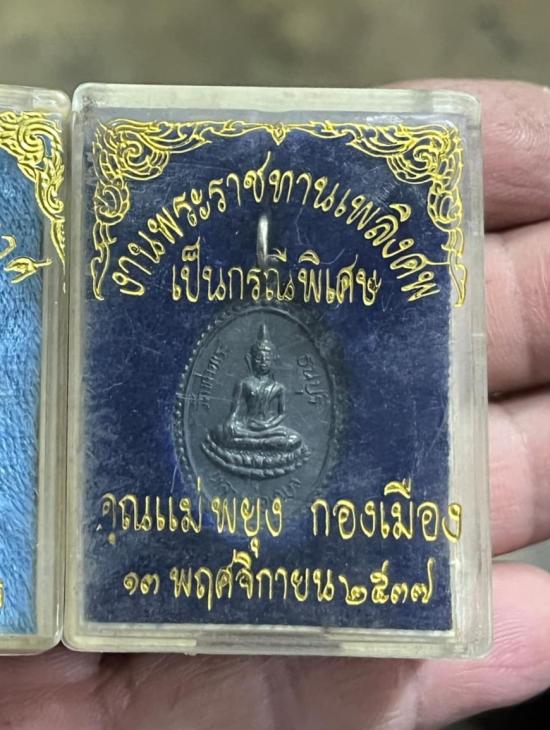 งานพระราชทานเพลิงศพ
เป็นกรณีพิเศษ
คุณแม่ พยุง กองเมือง
๑๓ พฤศจิกายน ๒๕๓๗